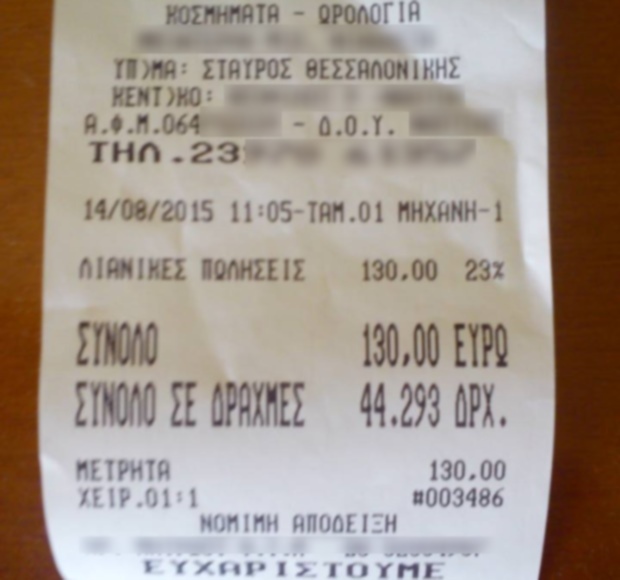 ΚΟΣΜΗΜΑΤΑ - ΩΡΟΛΟΓΙΑ
ΥΠ)ΜΑ: ΣΤΑΥΡΟΣ ΘΕΣΣΑΛΟΝΙΚΗΣ
ΚΕΝΤ)ΚΟ:
Α.Φ.Μ.064 - Δ.Ο.Υ.
ΤΗΛ.23
14/08/2015 11:05-ΤΑΜ.01 ΜΗΧΑΝΗ-1
ΛΙΑΝΙΚΕΣ ΠΩΛΗΣΕΙΣ 130.00 23%
ΣΥΝΟΛΟ 130,00 ΕΥΡΩ
ΣΥΝΟΛΟ ΣΕ ΔΡΑΧΜΕΣ 44.293 ΔΡΧ.
ΜΕΤΡΗΤΑ 130.00
ΧΕΙΡ.01:1 #003486
ΝΟΜΙΜΗ ΑΠΟΔΕΙΞΗ
ΕΥΧΑΡΙΣΤΟΥΜΕ